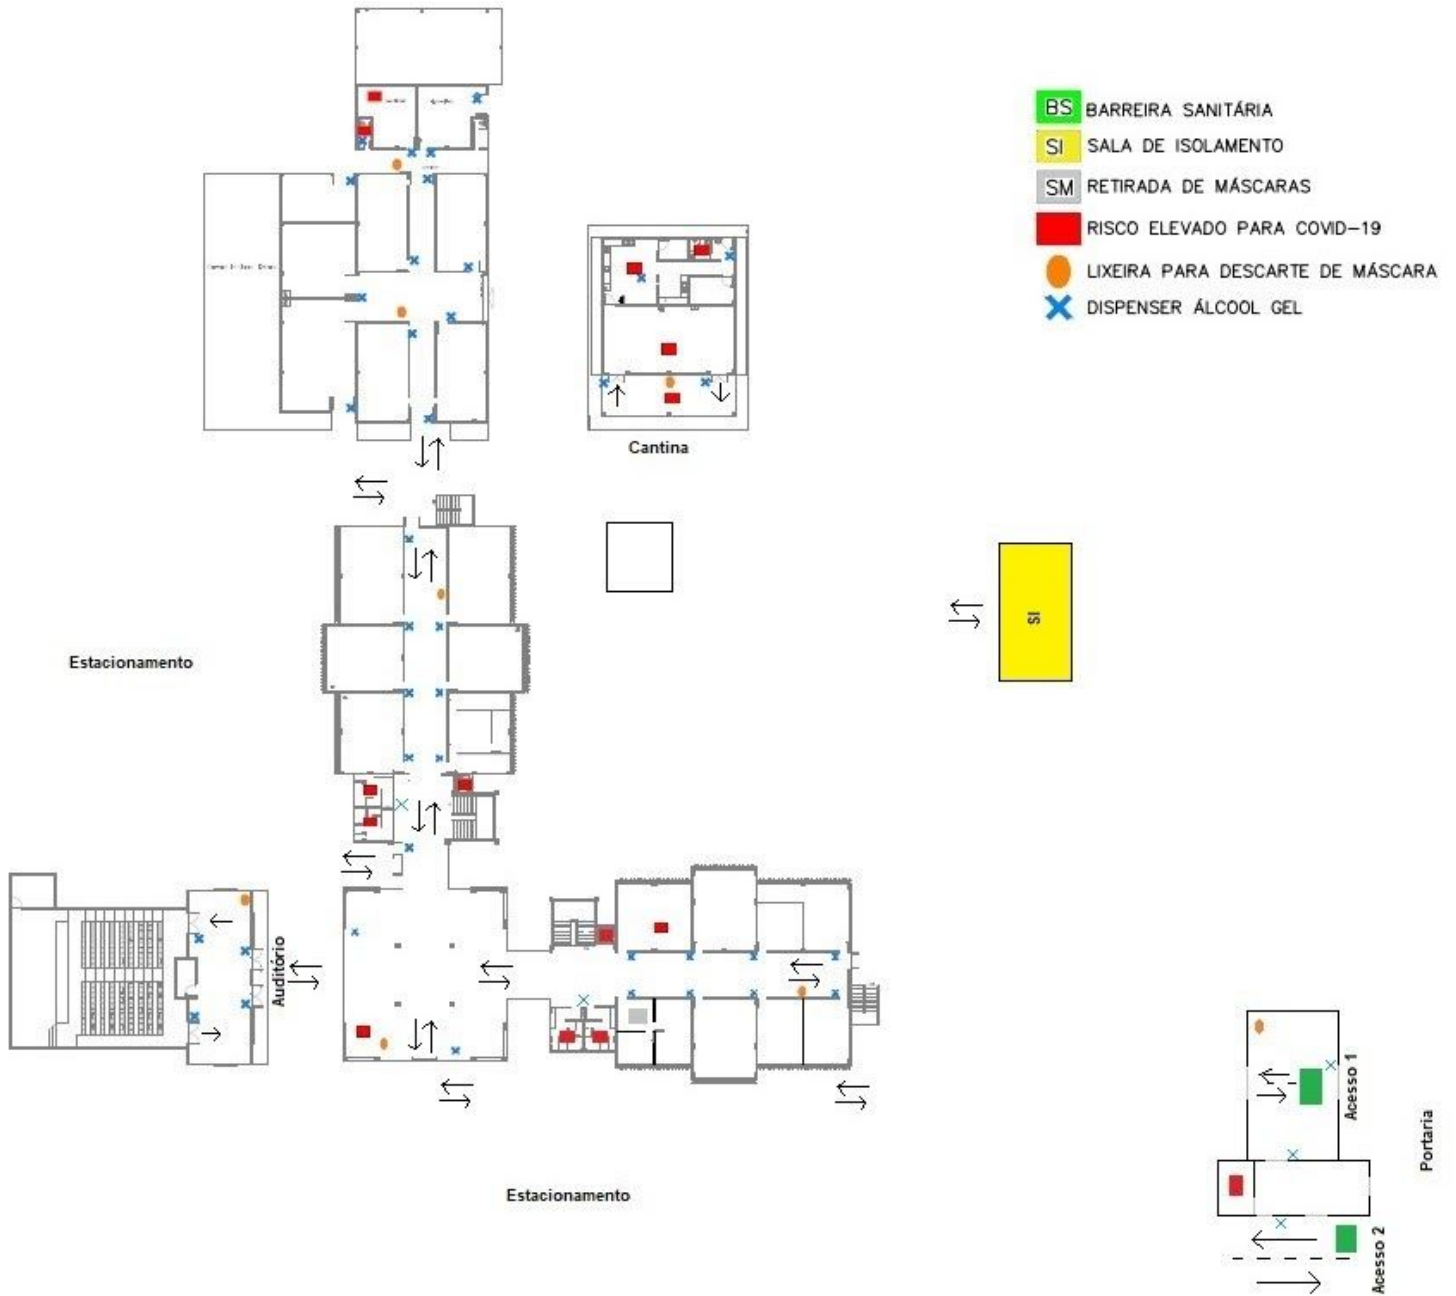 BS BARREIRA SANITÁRIA
SI SALA DE ISOLAMENTO
SM RETIRADA DE MÁSCARAS
RISCO ELEVADO PARA COVID-19
LIXEIRA PARA DESCARTE DE MÁSCARA
DISPENSER ÁLCOOL GEL
Cantina
SI
Estacionamento
Auditório
Acesso 1
Portaria
Estacionamento
Acesso 2